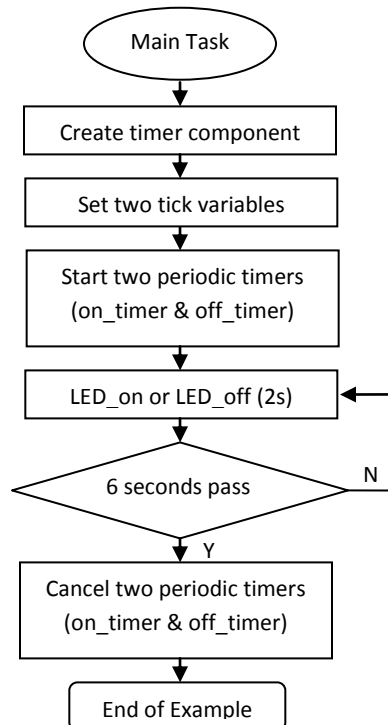 Main Task
Create timer component
Set two tick variables
Start two periodic timers
(on_timer & off_timer)
LED_on or LED_off (2s)
6 seconds pass
N
Y
Cancel two periodic timers
(on_timer & off_timer)
End of Example